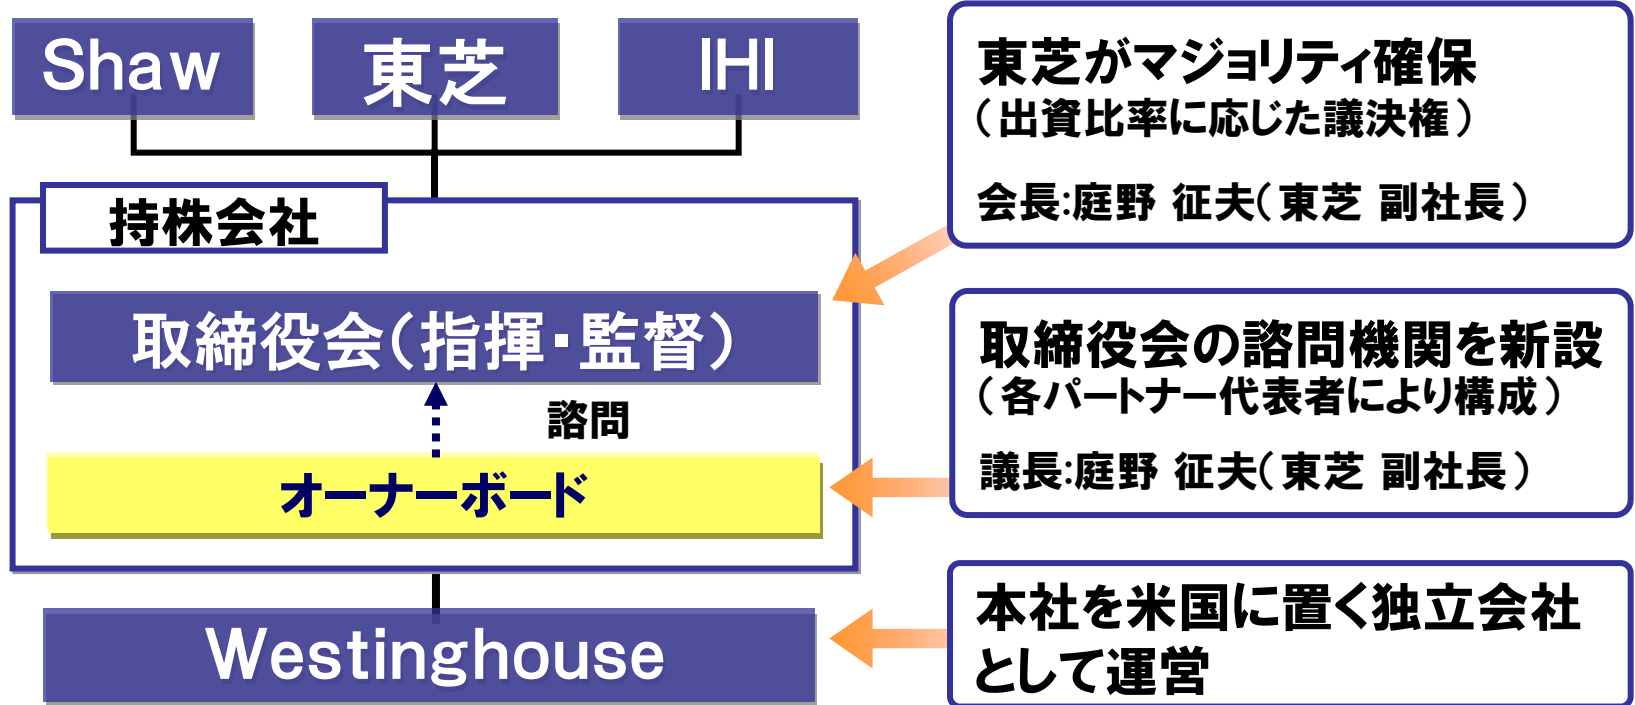 Shaw
東芝
IHI
持株会社
取締役会（指揮・監督）
諮問
オーナーボード
Westinghouse
東芝がマジョリティ確保
（出資比率に応じた議決権）
会長:庭野 征夫（東芝 副社長）
取締役会の諮問機関を新設
（各パートナー代表者により構成）
議長:庭野 征夫（東芝 副社長）
本社を米国に置く独立会社
として運営